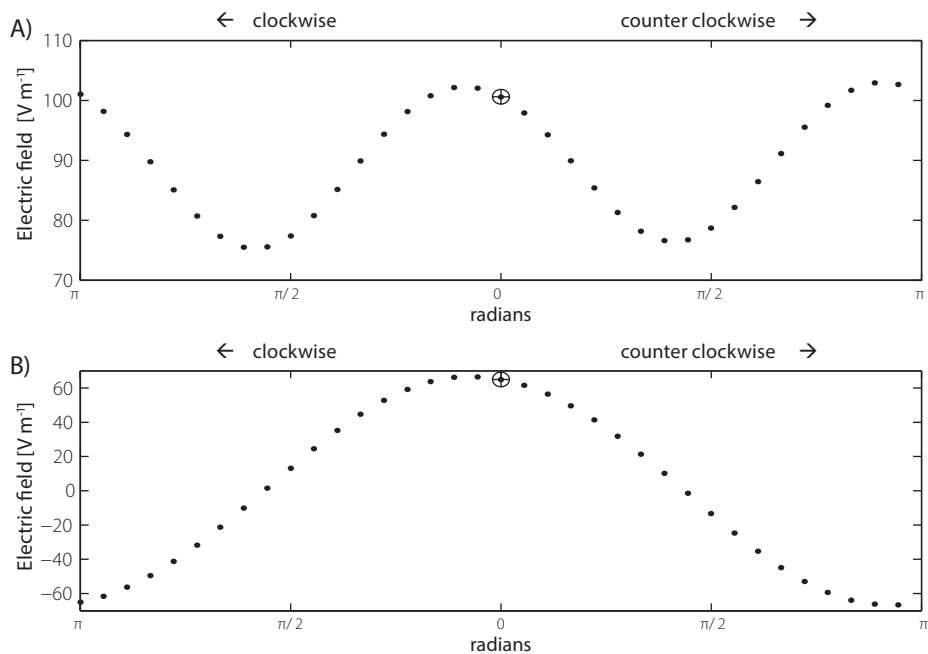 ← clockwise counter clockwise →
A)
110
100
90
80
70
Electric field [V m⁻¹]
π π/ 2 0 π/ 2 π
radians
← clockwise counter clockwise →
B)
60
40
20
0
−20
−40
−60
Electric field [V m⁻¹]
π π/ 2 0 π/ 2 π
radians